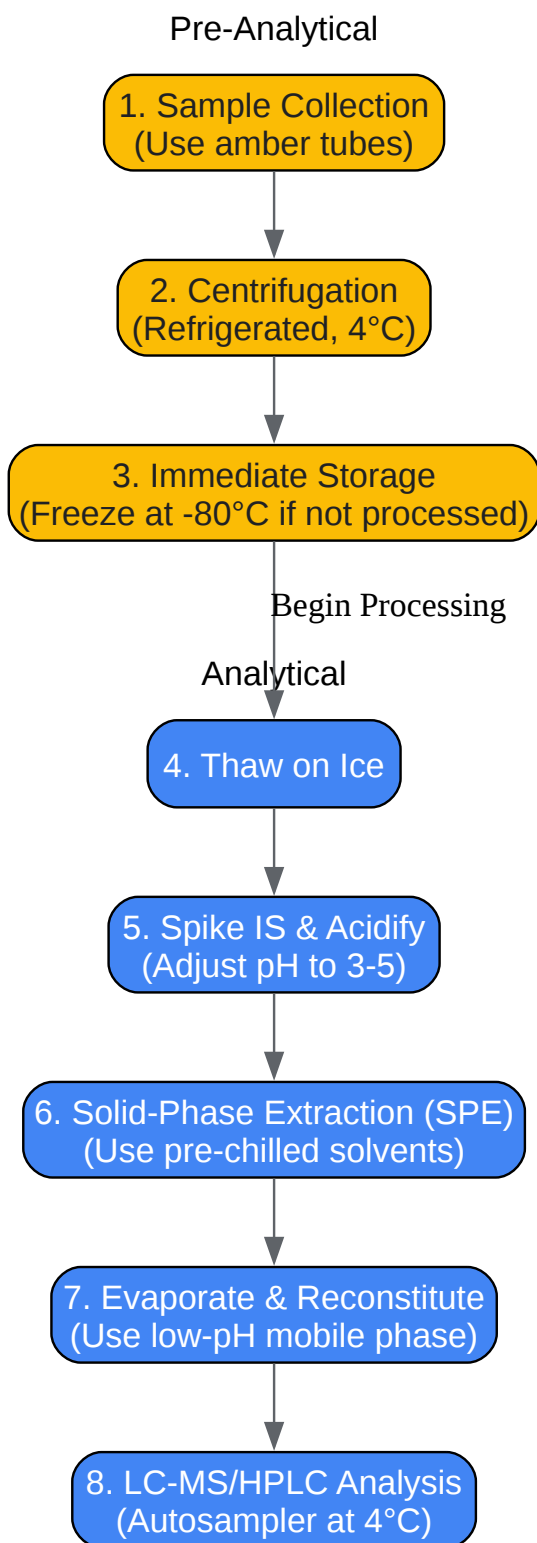 Pre-Analytical
1. Sample Collection
(Use amber tubes)
2. Centrifugation
(Refrigerated, 4°C)
3. Immediate Storage
(Freeze at -80°C if not processed)
Begin Processing
Analytical
4. Thaw on Ice
5. Spike IS & Acidify
(Adjust pH to 3-5)
6. Solid-Phase Extraction (SPE)
(Use pre-chilled solvents)
7. Evaporate & Reconstitute
(Use low-pH mobile phase)
8. LC-MS/HPLC Analysis
(Autosampler at 4°C)